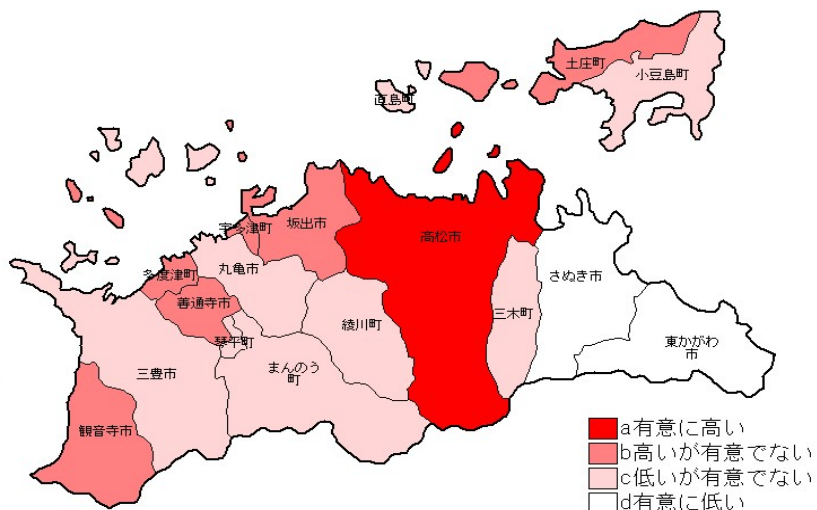 土庄町
小豆島町
直島町
宇多津町
坂出市
高松市
多度津町
丸亀市
さぬき市
善通寺市
綾川町
三木町
琴平町
東かがわ
市
三豊市
まんのう
町
観音寺市
a有意に高い
b高いが有意でない
c低いが有意でない
d有意に低い